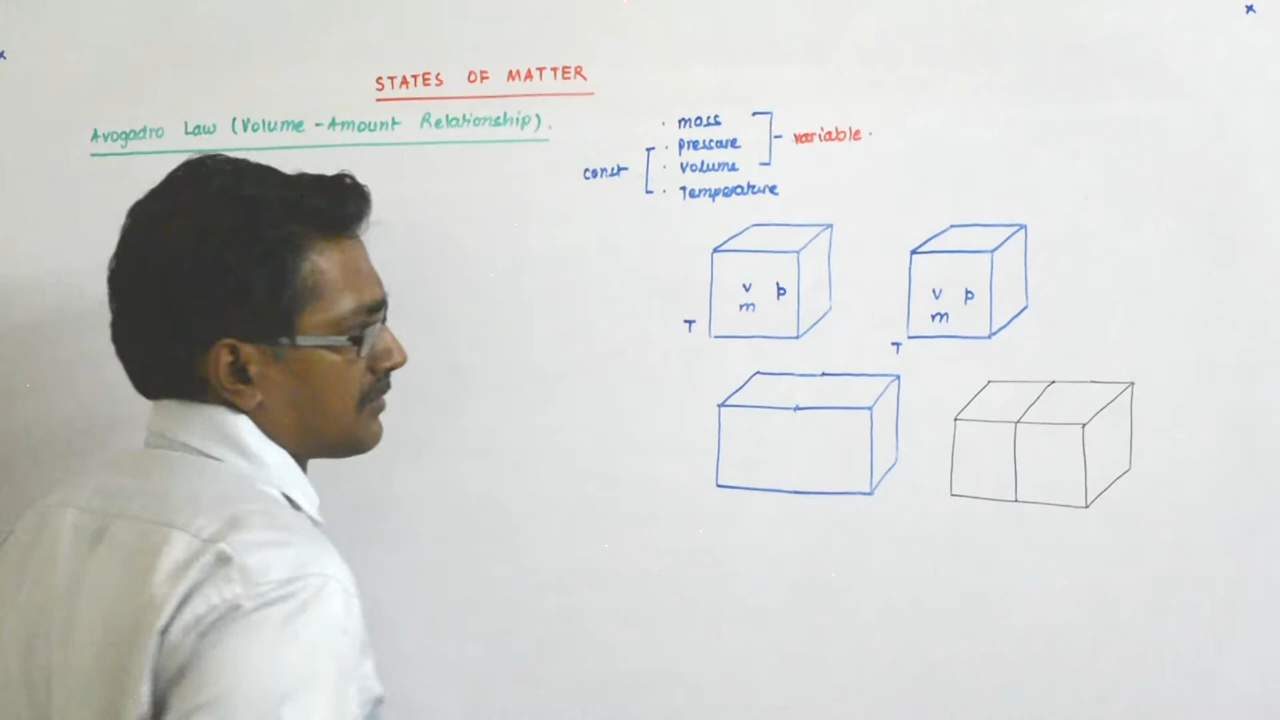 STATES OF MATTER
Avogadro Law (Volume - Amount Relationship).
const
· mass
· pressure
· volume
· Temperature
variable.
V p
m
T
V p
m
T